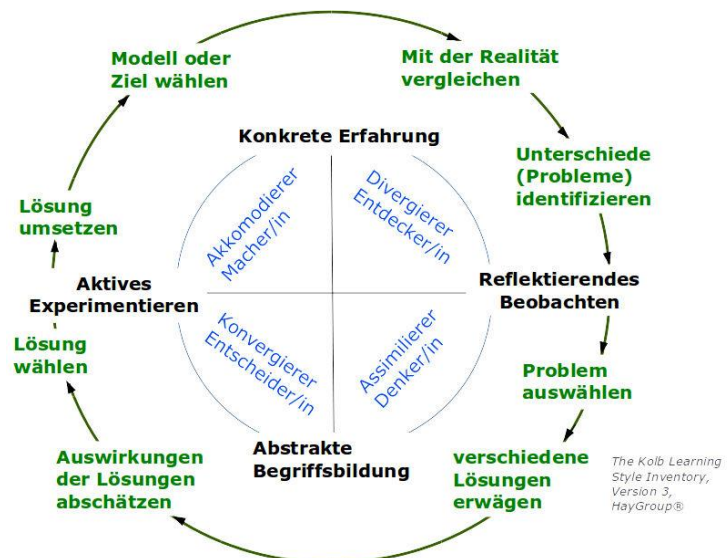 Modell oder
Ziel wählen
Mit der Realität
vergleichen
Konkrete Erfahrung
Unterschiede
(Probleme)
identifizieren
Akkomodierer
Macher/in
Divergierer
Entdecker/in
Lösung
umsetzen
Aktives
Experimentieren
Reflektierendes
Beobachten
Lösung
wählen
Konvergierer
Entscheider/in
Assimilierer
Denker/in
Problem
auswählen
Abstrakte
Begriffsbildung
Auswirkungen
der Lösungen
abschätzen
verschiedene
Lösungen
erwägen
The Kolb Learning
Style Inventory,
Version 3,
HayGroup®